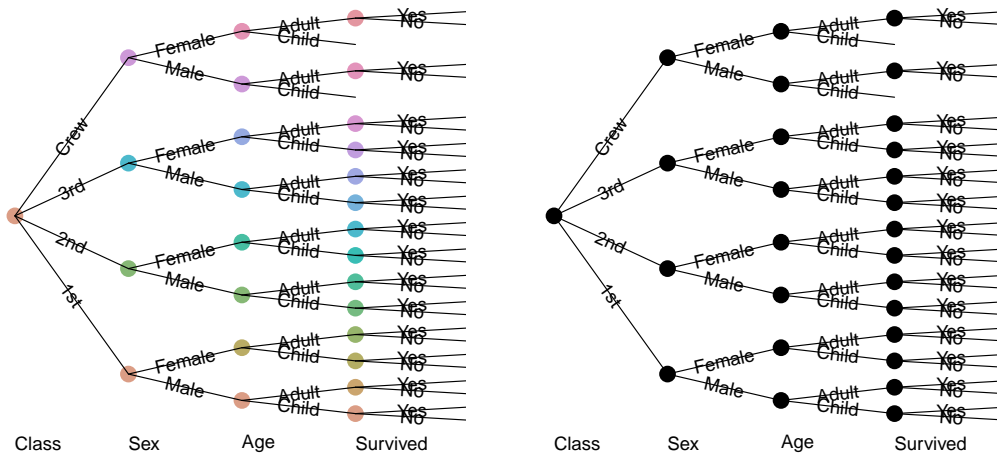 Crew
3rd
2nd
1st
Female
Male
Female
Male
Female
Male
Female
Male
Adult
Child
Adult
Child
Adult
Child
Adult
Child
Adult
Child
Adult
Child
Adult
Child
Adult
Child
Yes
No
Yes
No
Yes
No
Yes
No
Yes
No
Yes
No
Yes
No
Yes
No
Yes
No
Yes
No
Yes
No
Yes
No
Yes
No
Yes
No
Class Sex Age Survived
Crew
3rd
2nd
1st
Female
Male
Female
Male
Female
Male
Female
Male
Adult
Child
Adult
Child
Adult
Child
Adult
Child
Adult
Child
Adult
Child
Adult
Child
Adult
Child
Yes
No
Yes
No
Yes
No
Yes
No
Yes
No
Yes
No
Yes
No
Yes
No
Yes
No
Yes
No
Yes
No
Yes
No
Yes
No
Yes
No
Class Sex Age Survived